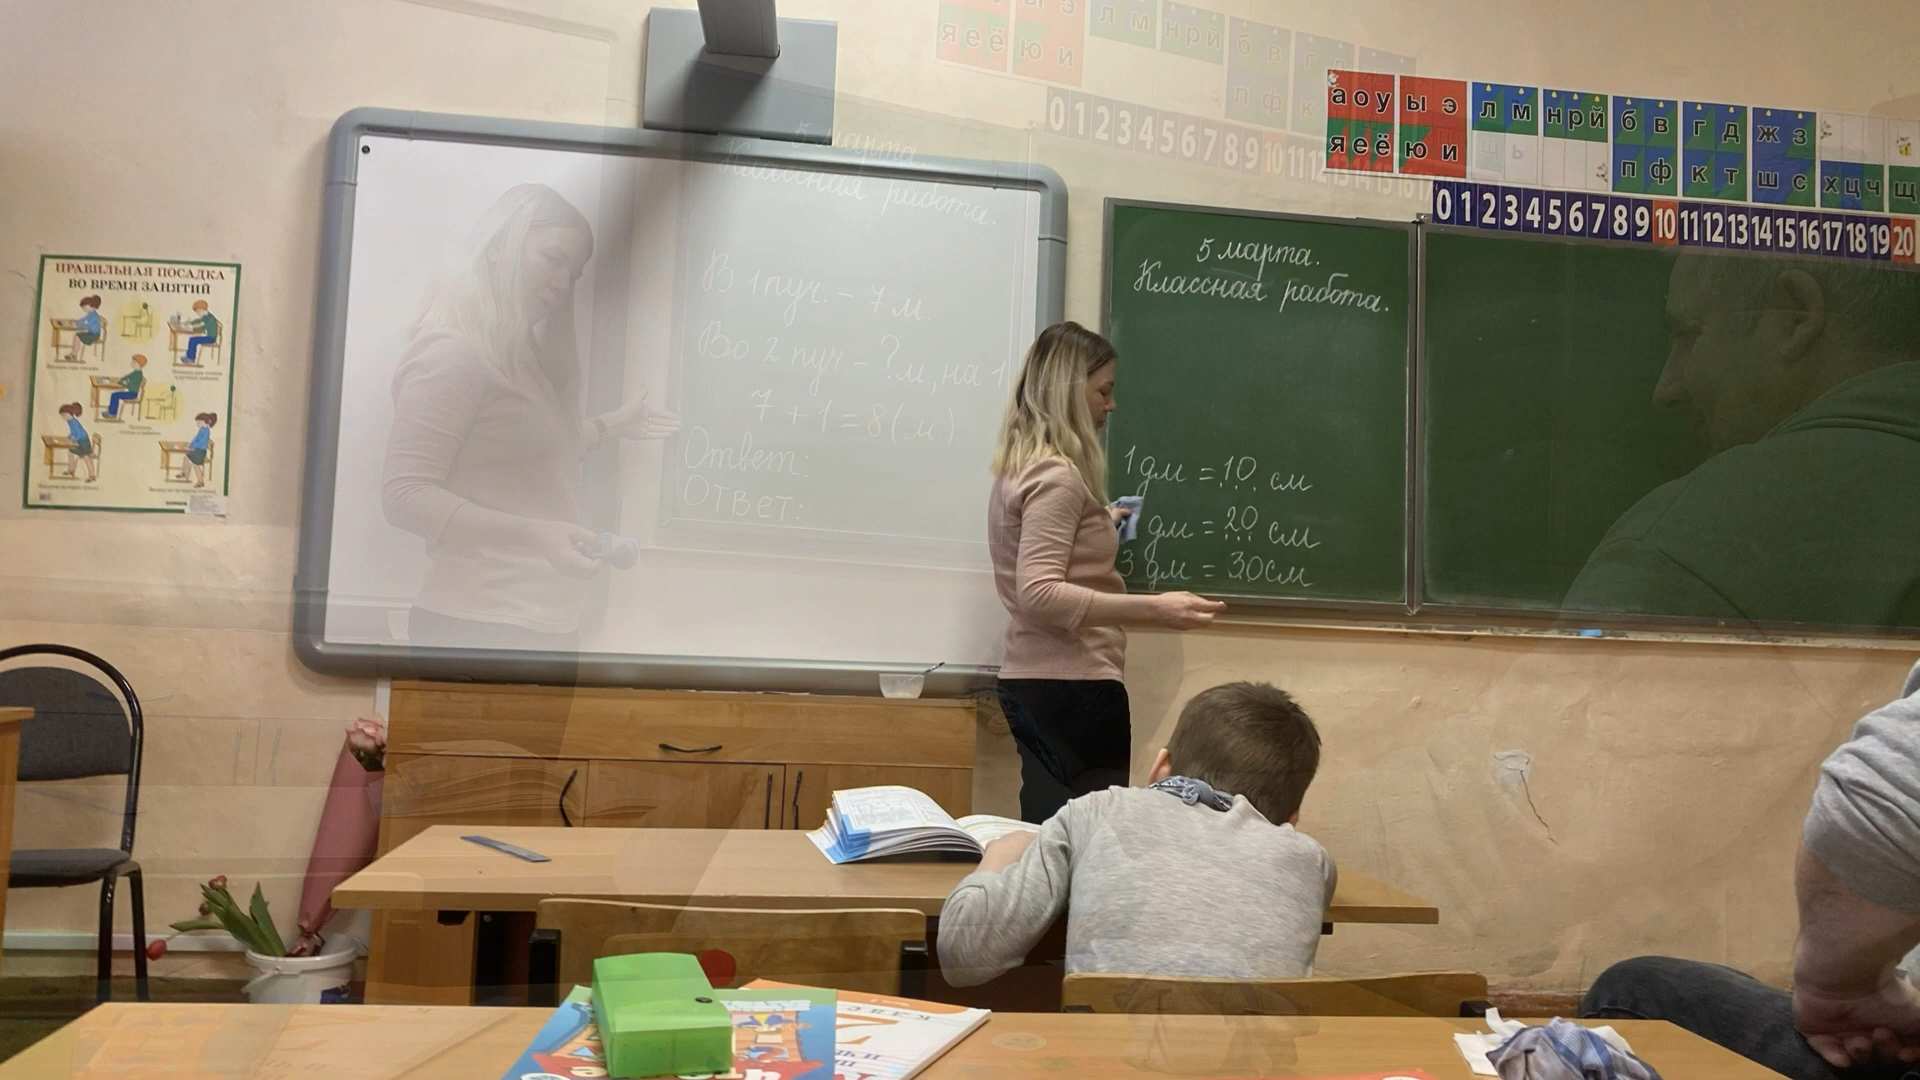 ПРАВИЛЬНАЯ ПОСАДКА
ВО ВРЕМЯ ЗАНЯТИЙ
5 марта.
Классная работа.
В 1 пуч. – 7 м.
Во 2 пуч. – ? м, на 1
7 + 1 = 8 (м.)
Ответ:
Ответ:
а о у ы э л м н р й б в г д ж з
я е ё ю и щ ь п ф к т ш с х ц ч щ
0 1 2 3 4 5 6 7 8 9 10 11 12 13 14 15 16 17 18 19 20
5 марта.
Классная работа.
1 дм = 10 см
дм = 20 см
3 дм = 30 см